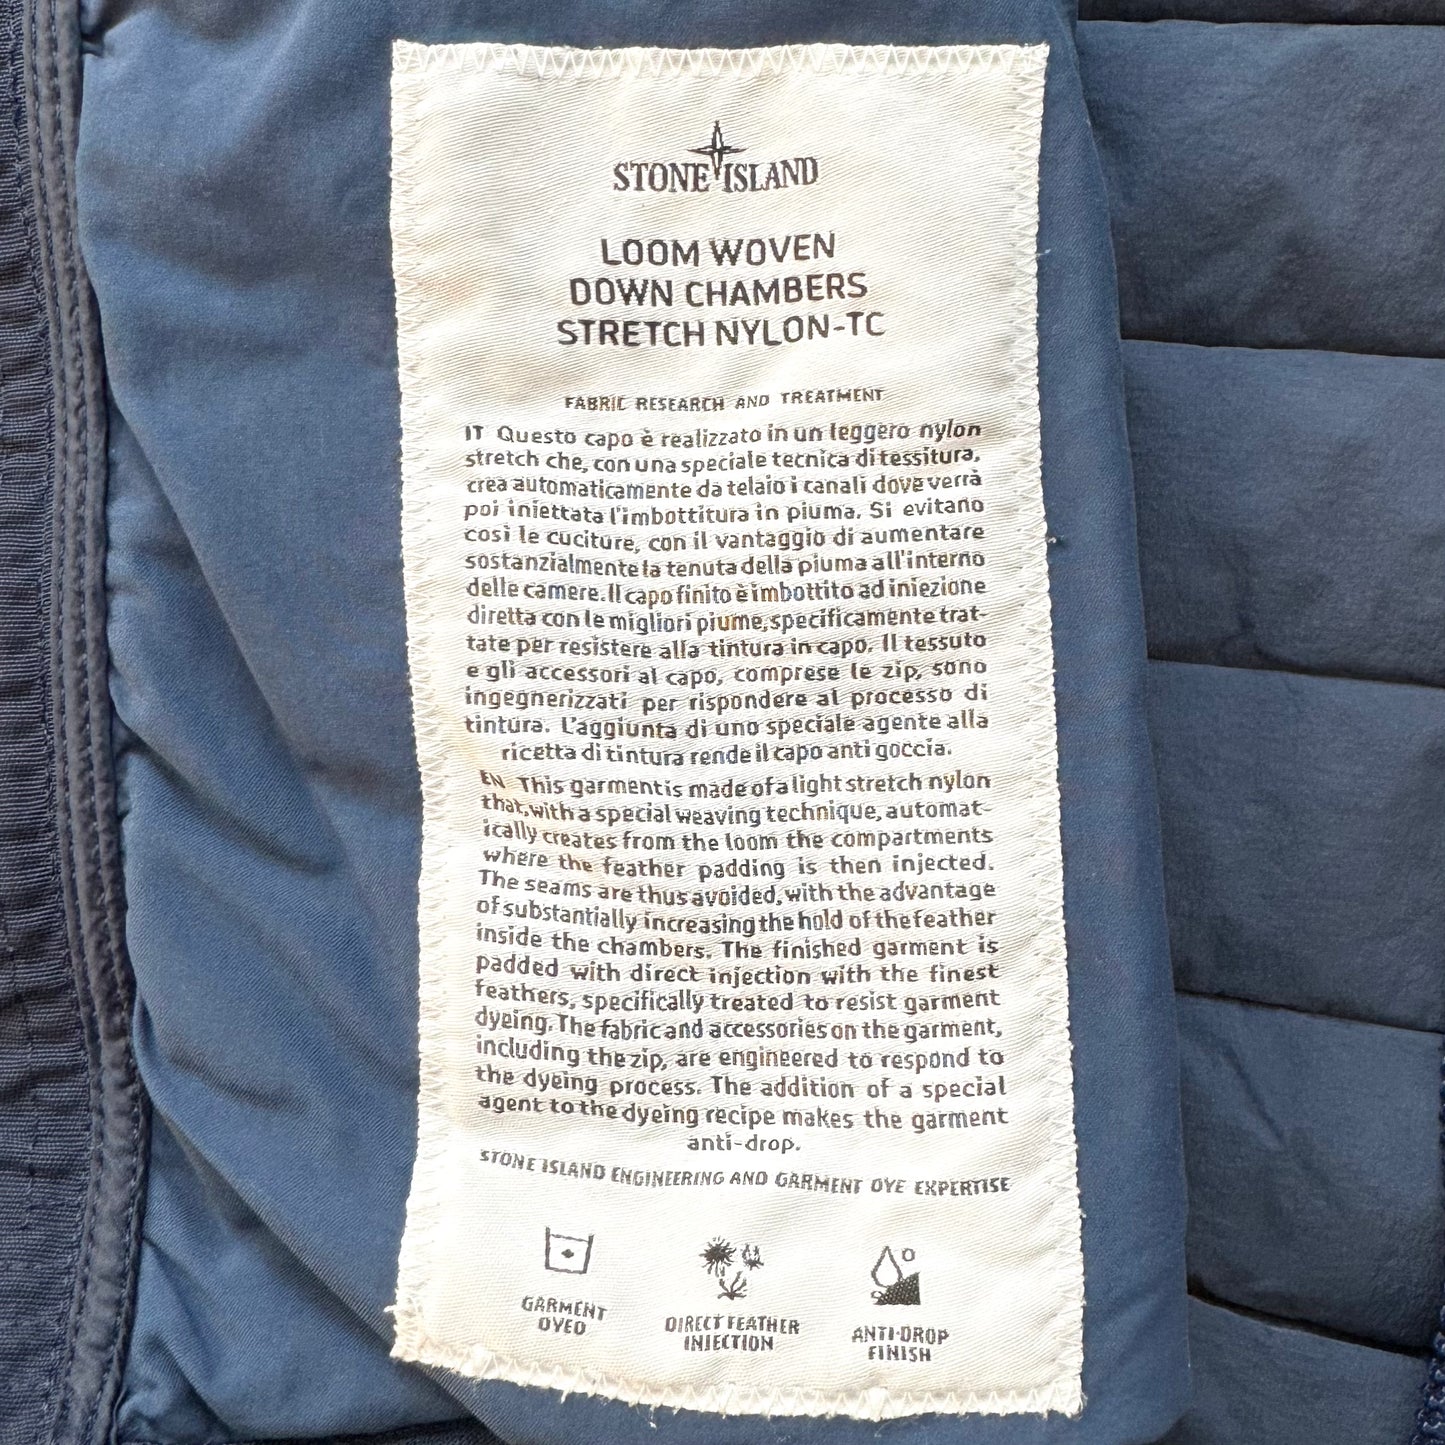 STONE ISLAND
LOOM WOVEN
DOWN CHAMBERS
STRETCH NYLON-TC
FABRIC RESEARCH AND TREATMENT
IT Questo capo è realizzato in un leggero nylon
stretch che, con una speciale tecnica di tessitura,
crea automaticamente da telaio i canali dove verrà
poi iniettata l'imbottitura in piuma. Si evitano
così le cuciture, con il vantaggio di aumentare
sostanzialmente la tenuta della piuma all'interno
delle camere. Il capo finito è imbottito ad iniezione
diretta con le migliori piume, specificamente trat-
tate per resistere alla tintura in capo. Il tessuto
e gli accessori al capo, comprese le zip, sono
ingegnerizzati per rispondere al processo di
tintura. L'aggiunta di uno speciale agente alla
ricetta di tintura rende il capo anti goccia.
EN This garment is made of a light stretch nylon
that, with a special weaving technique, automat-
ically creates from the loom the compartments
where the feather padding is then injected.
The seams are thus avoided, with the advantage
of substantially increasing the hold of the feather
inside the chambers. The finished garment is
padded with direct injection with the finest
feathers, specifically treated to resist garment
dyeing. The fabric and accessories on the garment,
including the zip, are engineered to respond to
the dyeing process. The addition of a special
agent to the dyeing recipe makes the garment
anti-drop.
STONE ISLAND ENGINEERING AND GARMENT DYE EXPERTISE
GARMENT
DYED
DIRECT FEATHER
INJECTION
ANTI-DROP
FINISH